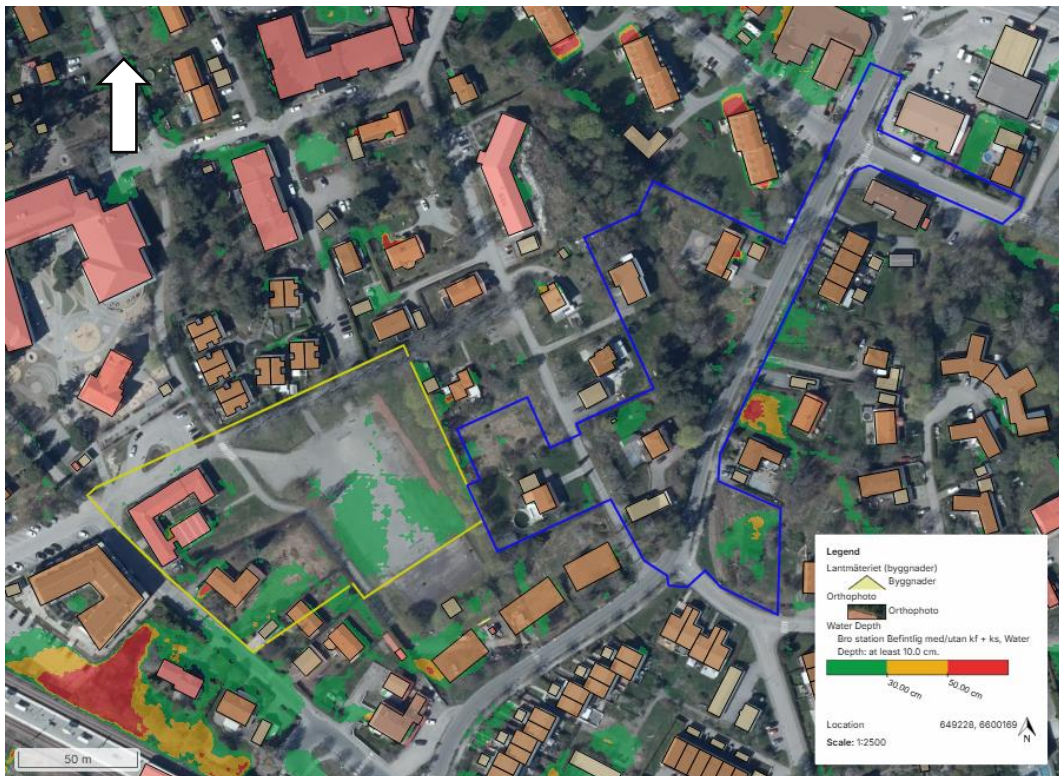 Legend
Lantmäteriet (byggnader)
Byggnader
Orthophoto
Orthophoto
Water Depth
Bro station Befintlig med/utan kf + ks, Water
Depth: at least 10.0 cm.
30.00 cm
50.00 cm
Location 649228, 6600169
Scale: 1:2500
N
50 m